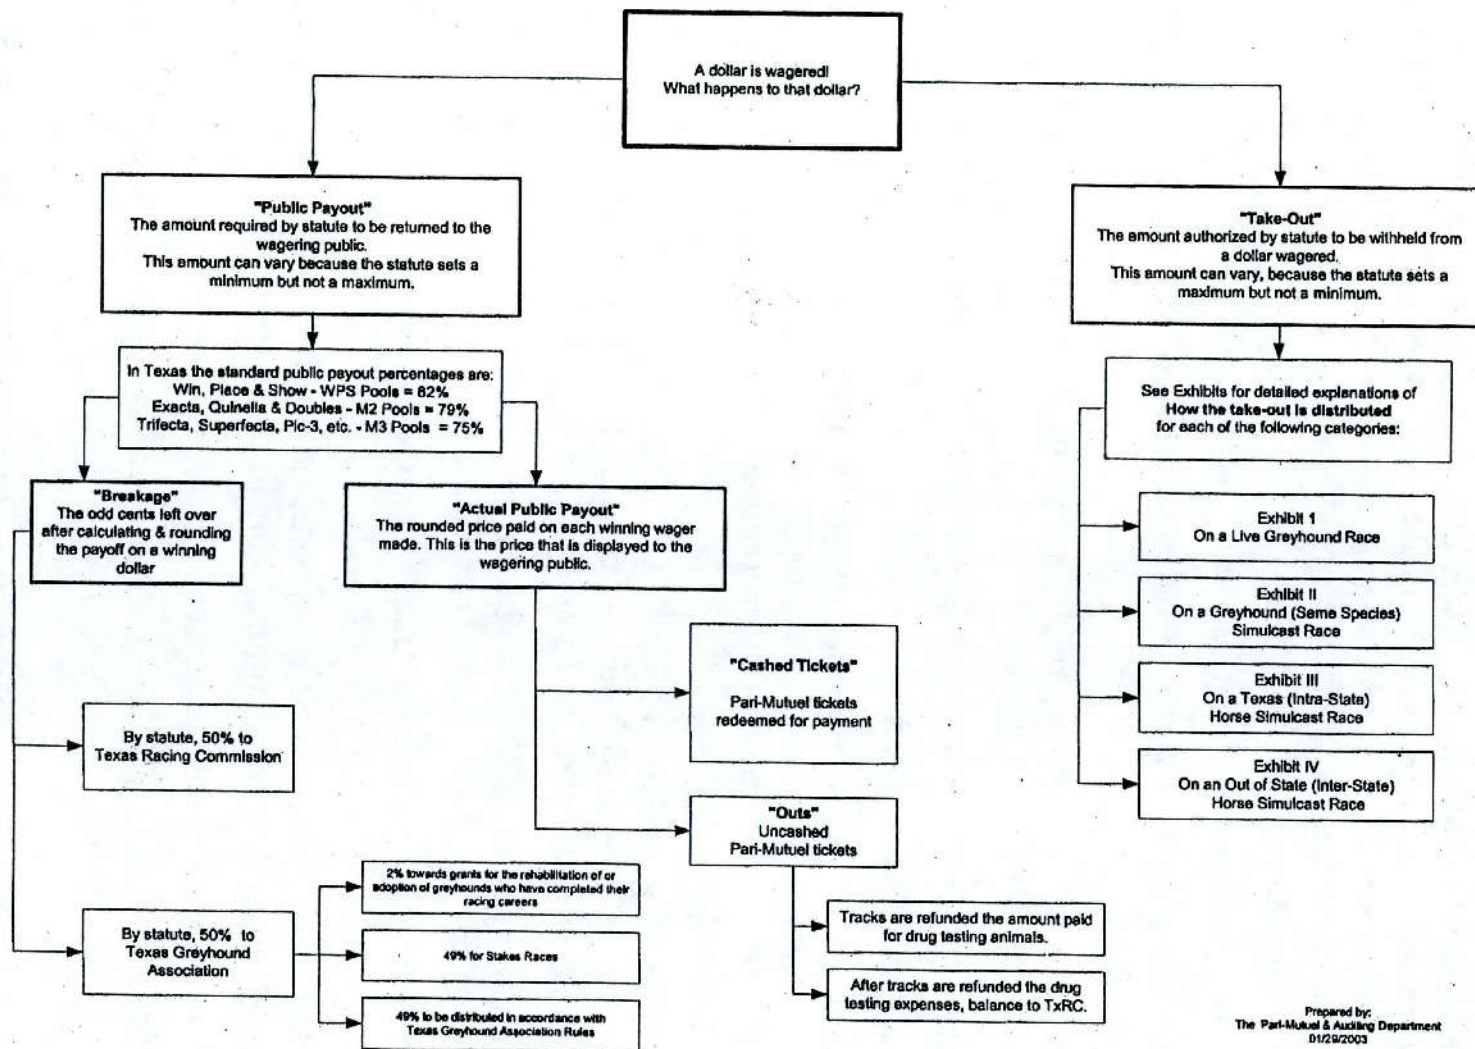 A dollar is wagered!
What happens to that dollar?
"Public Payout"
The amount required by statute to be returned to the
wagering public.
This amount can vary because the statute sets a
minimum but not a maximum.
"Take-Out"
The amount authorized by statute to be withheld from
a dollar wagered.
This amount can vary, because the statute sets a
maximum but not a minimum.
In Texas the standard public payout percentages are:
Win, Place & Show - WPS Pools = 82%
Exacta, Quinella & Doubles - M2 Pools = 79%
Trifecta, Superfecta, Pic-3, etc. - M3 Pools = 75%
See Exhibits for detailed explanations of
How the take-out is distributed
for each of the following categories:
"Breakage"
The odd cents left over
after calculating & rounding
the payoff on a winning
dollar
"Actual Public Payout"
The rounded price paid on each winning wager
made. This is the price that is displayed to the
wagering public.
Exhibit 1
On a Live Greyhound Race
Exhibit II
On a Greyhound (Same Species)
Simulcast Race
Exhibit III
On a Texas (Intra-State)
Horse Simulcast Race
Exhibit IV
On an Out of State (Inter-State)
Horse Simulcast Race
"Cashed Tickets"
Pari-Mutuel tickets
redeemed for payment
By statute, 50% to
Texas Racing Commission
"Outs"
Uncashed
Pari-Mutuel tickets
2% towards grants for the rehabilitation of or
adoption of greyhounds who have completed their
racing careers
By statute, 50% to
Texas Greyhound
Association
49% for Stakes Races
49% to be distributed in accordance with
Texas Greyhound Association Rules
Tracks are refunded the amount paid
for drug testing animals.
After tracks are refunded the drug
testing expenses, balance to TxRC.
Prepared by:
The Pari-Mutuel & Auditing Department
01/29/2003